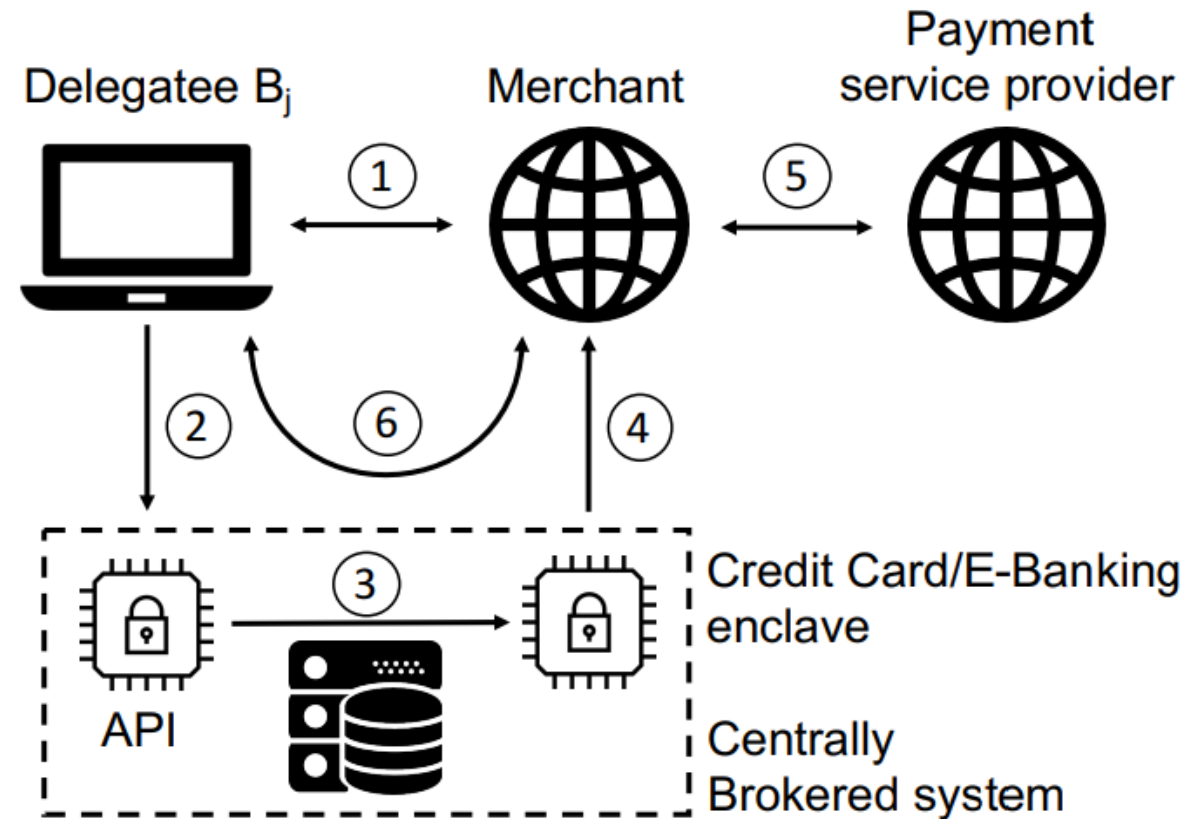 Payment
service provider
Delegatee Bj
Merchant
1
5
2
6
4
3
Credit Card/E-Banking
enclave
API
Centrally
Brokered system